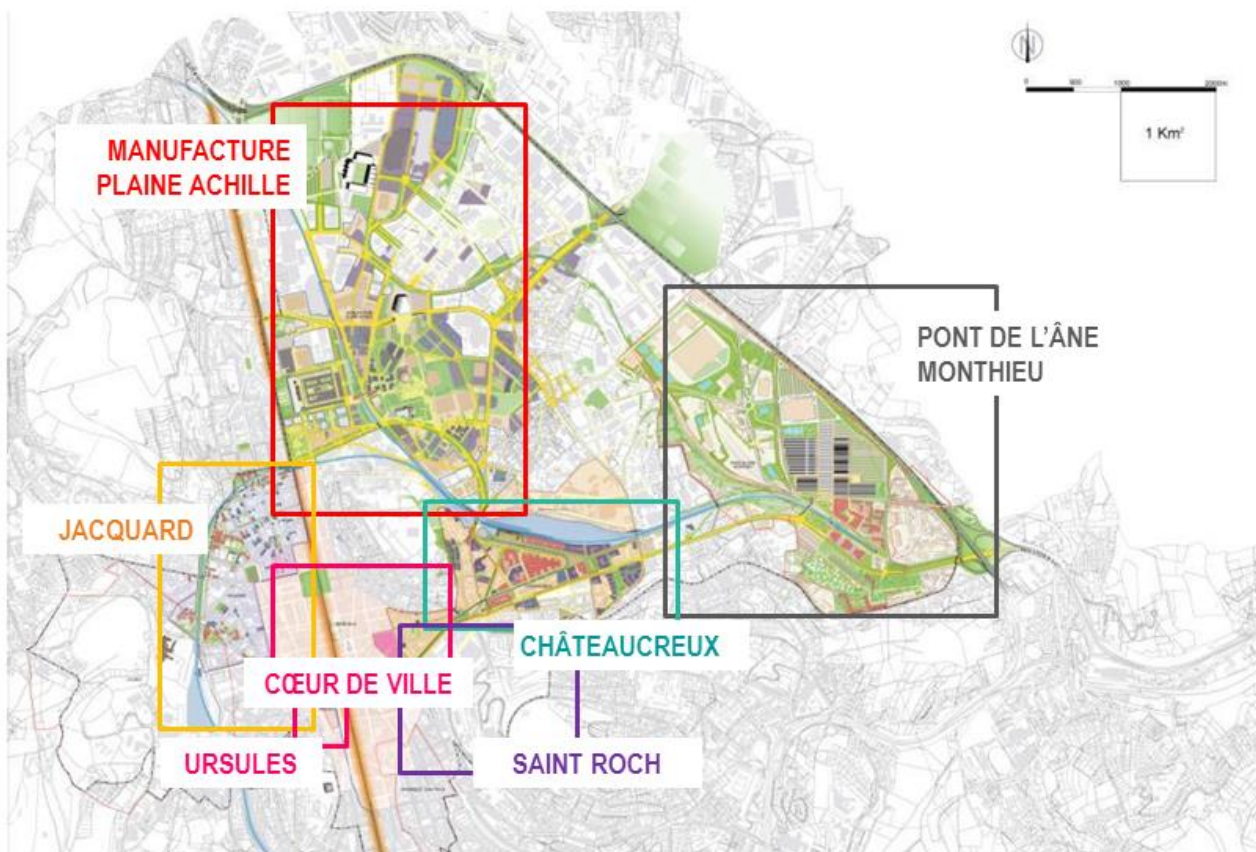 N
0
1000
2000m
1 Km²
MANUFACTURE
PLAINE ACHILLE
PONT DE L'ÂNE
MONTHIEU
JACQUARD
CHÂTEAUCREUX
CŒUR DE VILLE
URSULES
SAINT ROCH